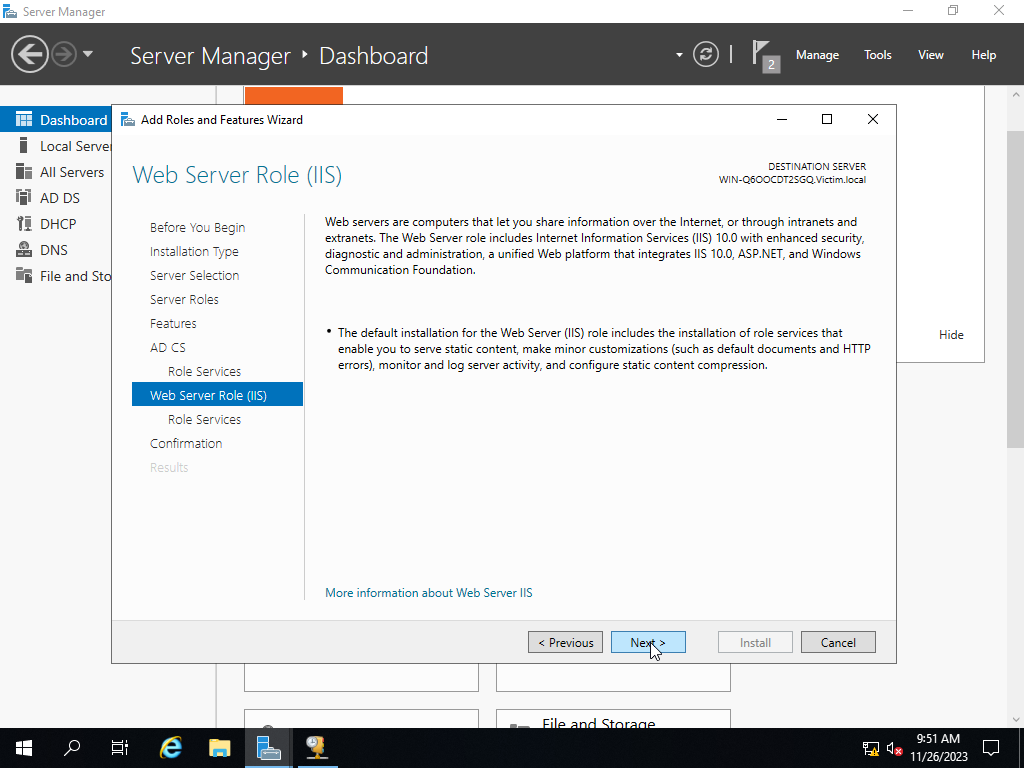 Server Manager
Server Manager ‣ Dashboard
2
Manage
Tools
View
Help
Dashboard
Local Server
All Servers
AD DS
DHCP
DNS
File and Sto
Add Roles and Features Wizard
Web Server Role (IIS)
DESTINATION SERVER
WIN-Q6OOCDT2SGQ.Victim.local
Before You Begin
Installation Type
Server Selection
Server Roles
Features
AD CS
Role Services
Web Server Role (IIS)
Role Services
Confirmation
Results
Web servers are computers that let you share information over the Internet, or through intranets and
extranets. The Web Server role includes Internet Information Services (IIS) 10.0 with enhanced security,
diagnostic and administration, a unified Web platform that integrates IIS 10.0, ASP.NET, and Windows
Communication Foundation.
• The default installation for the Web Server (IIS) role includes the installation of role services that
enable you to serve static content, make minor customizations (such as default documents and HTTP
errors), monitor and log server activity, and configure static content compression.
More information about Web Server IIS
Hide
< Previous
Next >
Install
Cancel
File and Storage
9:51 AM
11/26/2023